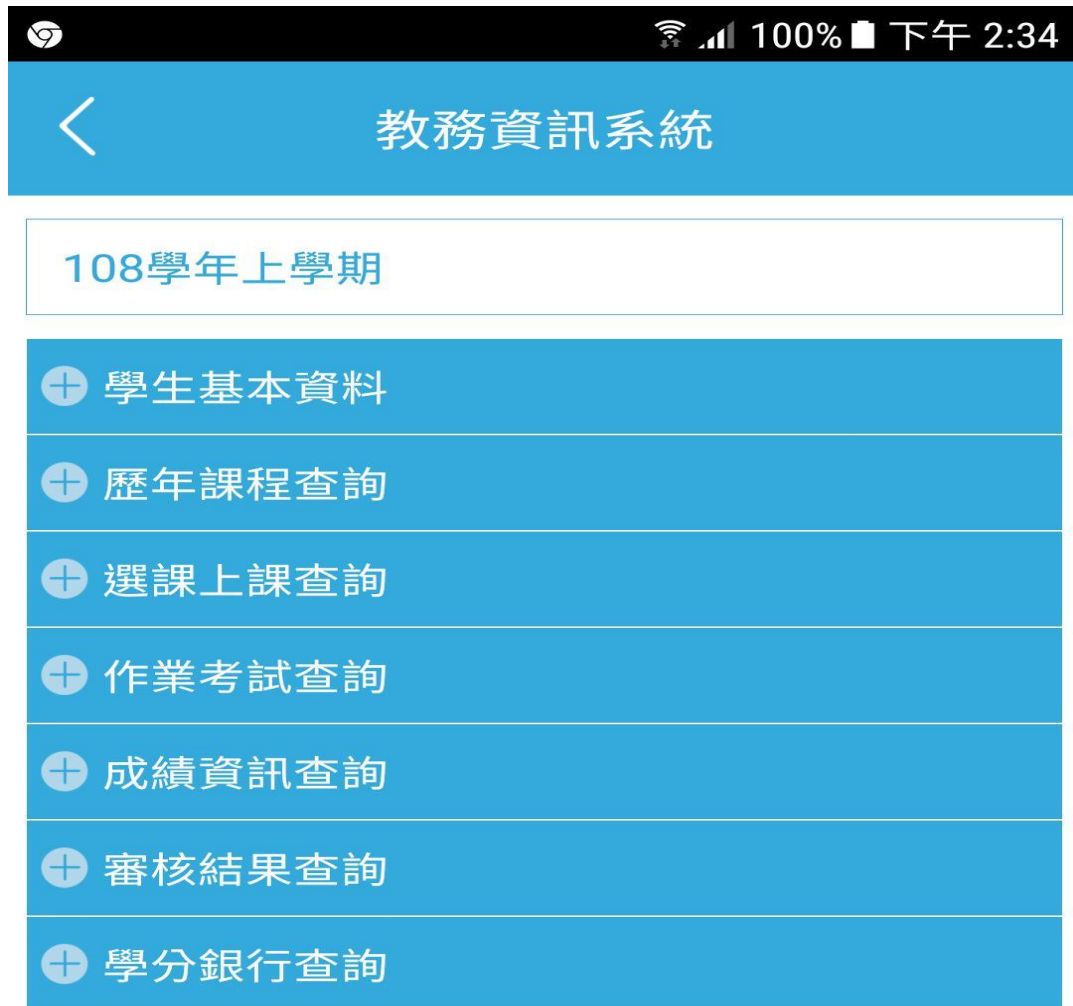 100% 下午 2:34
教務資訊系統
108學年上學期
學生基本資料
歷年課程查詢
選課上課查詢
作業考試查詢
成績資訊查詢
審核結果查詢
學分銀行查詢